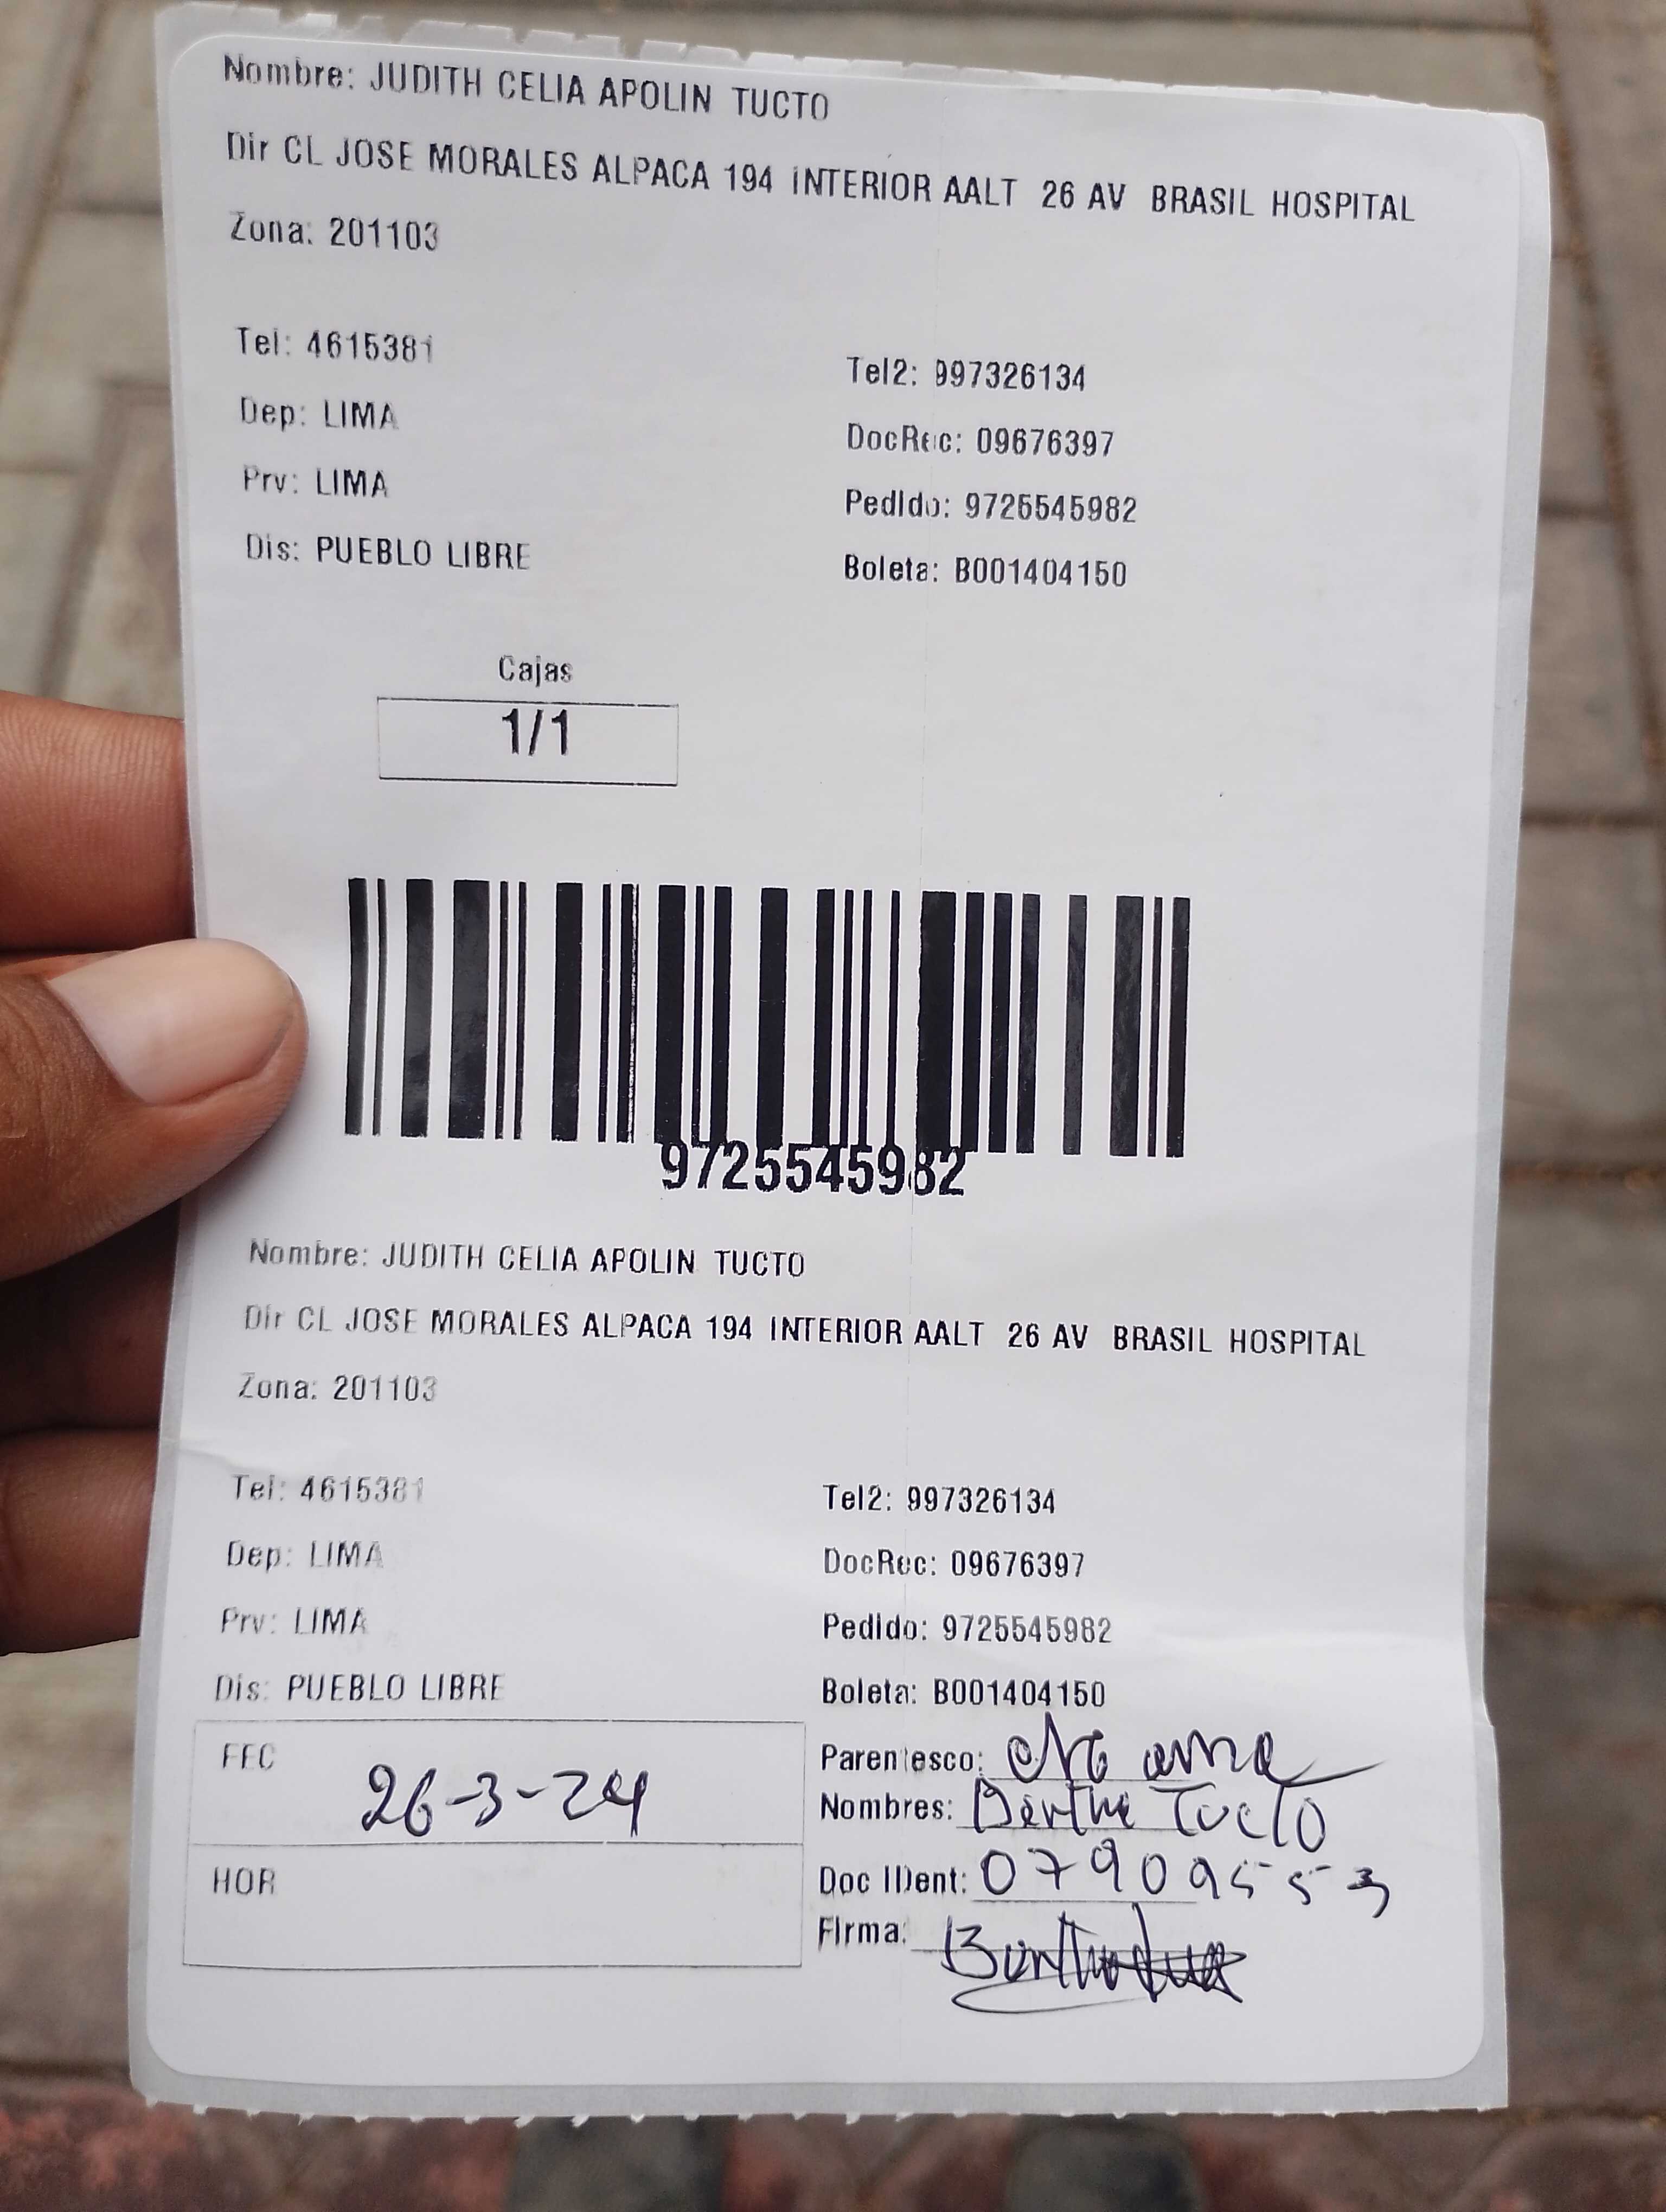 Nombre: JUDITH CELIA APOLIN TUCTO
Dir CL JOSE MORALES ALPACA 194 INTERIOR AALT 26 AV BRASIL HOSPITAL
Zona: 201103
Tel: 4615381
Tel2: 997326134
Dep: LIMA
DocRec: 09676397
Prv: LIMA
Pedido: 9725545982
Dis: PUEBLO LIBRE
Boleta: B001404150
Cajas
1/1
9725545982
Nombre: JUDITH CELIA APOLIN TUCTO
Dir CL JOSE MORALES ALPACA 194 INTERIOR AALT 26 AV BRASIL HOSPITAL
Zona: 201103
Tel: 4615381
Tel2: 997326134
Dep: LIMA
DocRec: 09676397
Prv: LIMA
Pedido: 9725545982
Dis: PUEBLO LIBRE
Boleta: B001404150
FEC 26-3-24
Parentesco:
Nombres: Bertha Tucto
HOR
Doc IDent: 07909553
Firma: